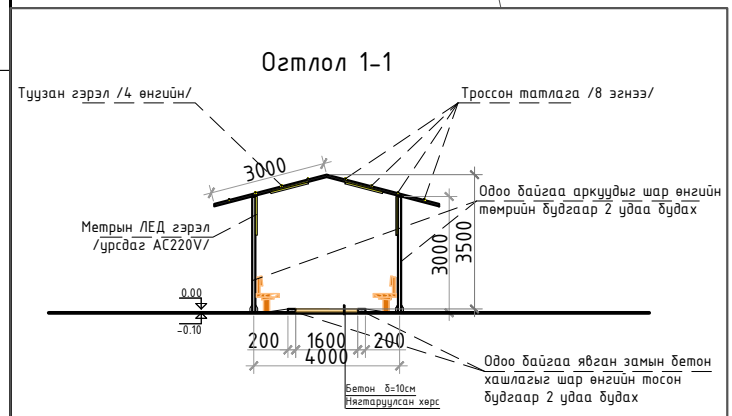 Огтлол 1-1
Туузан гэрэл /4 өнгийн/
Троссон татлага /8 эгнээ/
3000
Одоо байгаа аркуудыг шар өнгийн
төмрийн будгаар 2 удаа будах
Метрын ЛЕД гэрэл
/урсдаг AC220V/
3000
3500
0.00
-0.10
200
1600
200
4000
Одоо байгаа явган замын бетон
хашлагыг шар өнгийн тосон
будгаар 2 удаа будах
Бетон δ=10см
Нягтаруулсан хөрс